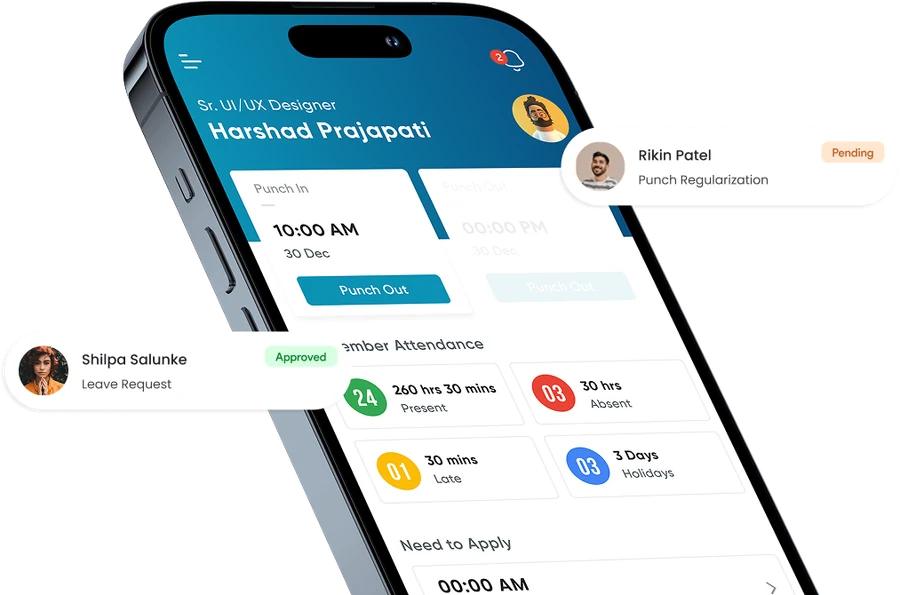 2
Sr. UI/UX Designer
Harshad Prajapati
Rikin Patel
Pending
Punch Regularization
Punch In
10:00 AM
30 Dec
Punch Out
Punch Out
00:00 PM
30 Dec
Punch Out
Shilpa Salunke
Approved
Leave Request
ember Attendance
24
260 hrs 30 mins
Present
03
30 hrs
Absent
01
30 mins
Late
03
3 Days
Holidays
Need to Apply
00:00 AM